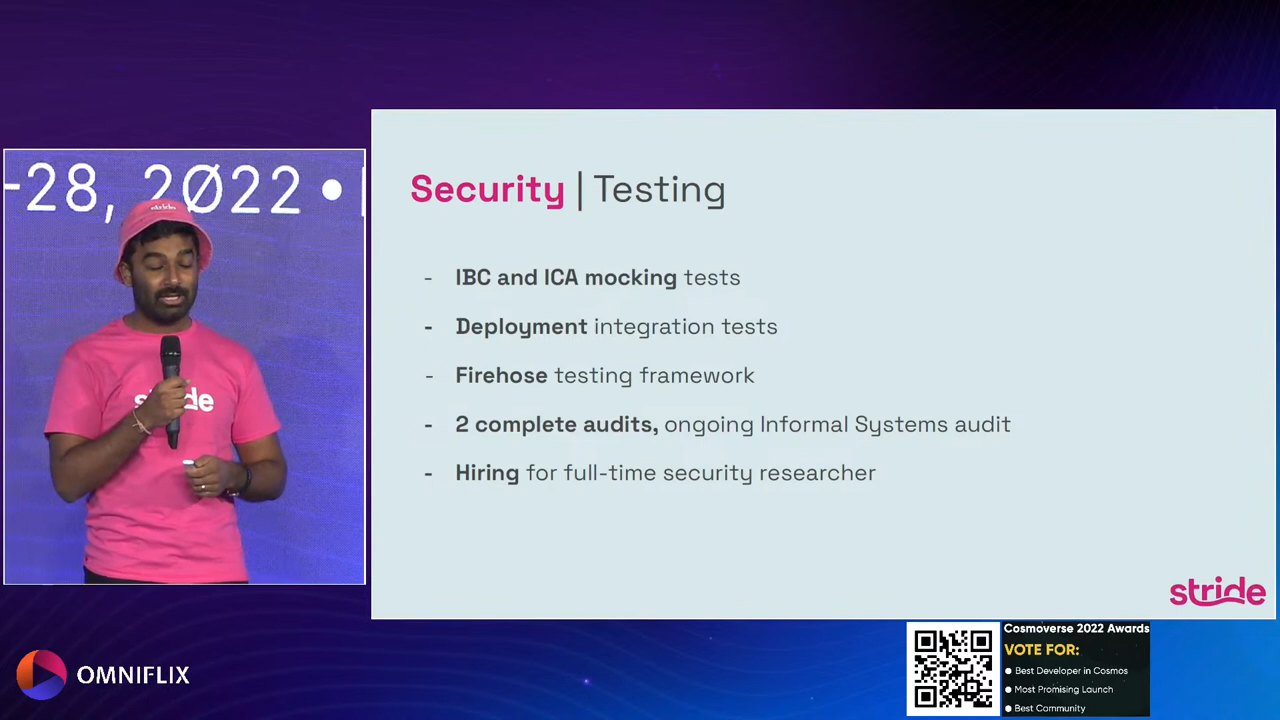 -28, 2Ø22 •
stride
stride
Security | Testing
- IBC and ICA mocking tests
- Deployment integration tests
- Firehose testing framework
- 2 complete audits, ongoing Informal Systems audit
- Hiring for full-time security researcher
stride
OMNIFLIX
Cosmoverse 2022 Awards
VOTE FOR:
● Best Developer in Cosmos
● Most Promising Launch
● Best Community